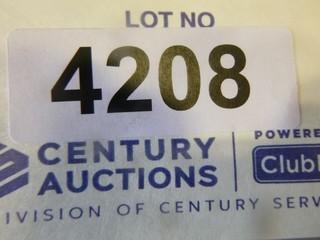 LOT NO
4208
CENTURY
AUCTIONS
POWERE
Club
IVISION OF CENTURY SERV